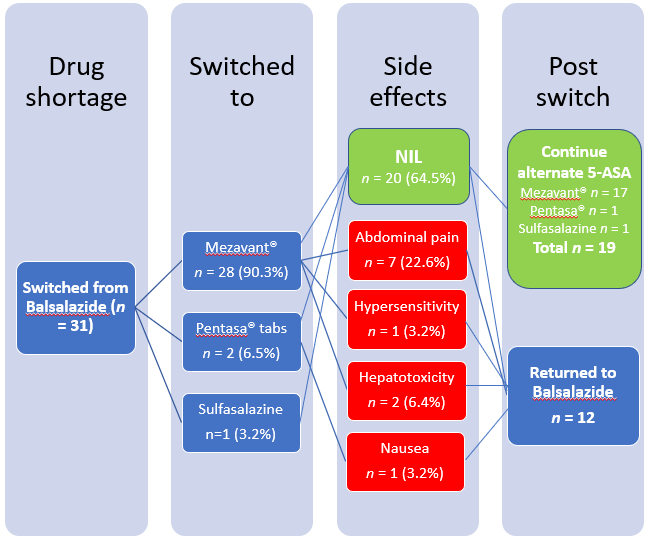 Drug
shortage
Switched
to
Side
effects
Post
switch
Switched from
Balsalazide (n
= 31)
Mezavant®
n = 28 (90.3%)
Pentasa® tabs
n = 2 (6.5%)
Sulfasalazine
n=1 (3.2%)
NIL
n = 20 (64.5%)
Abdominal pain
n = 7 (22.6%)
Hypersensitivity
n = 1 (3.2%)
Hepatotoxicity
n = 2 (6.4%)
Nausea
n = 1 (3.2%)
Continue
alternate 5-ASA
Mezavant® n = 17
Pentasa® n = 1
Sulfasalazine n = 1
Total n = 19
Returned to
Balsalazide
n = 12